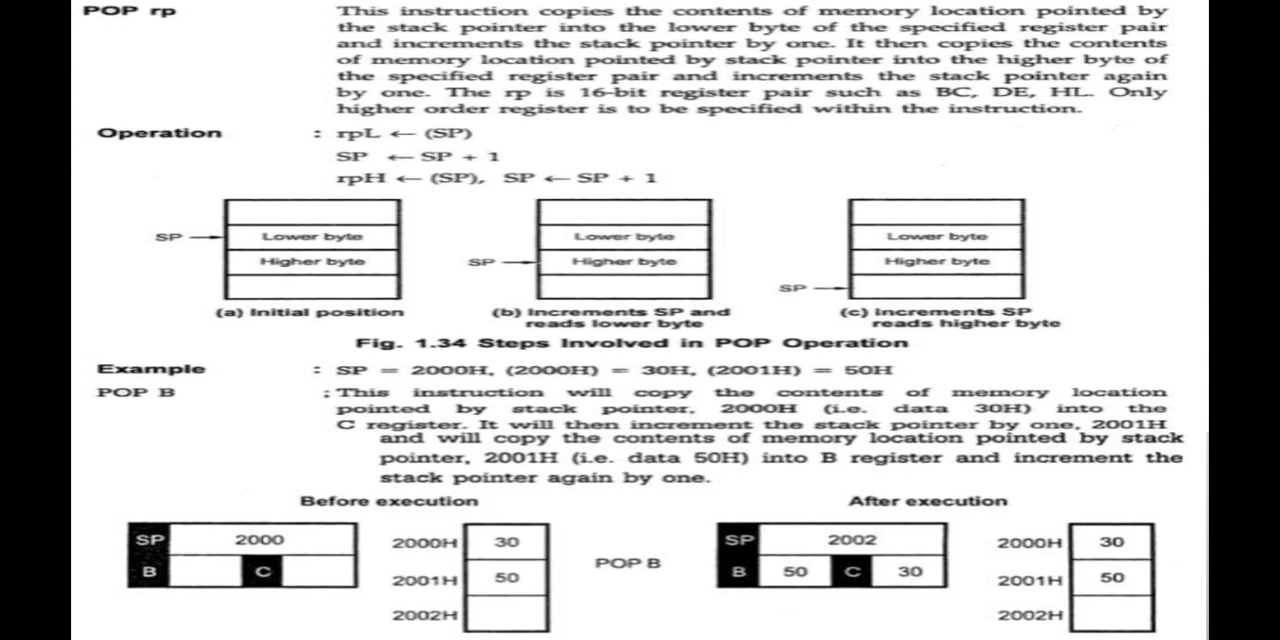 POP rp This instruction copies the contents of memory location pointed by
the stack pointer into the lower byte of the specified register pair
and increments the stack pointer by one. It then copies the contents
of memory location pointed by stack pointer into the higher byte of
the specified register pair and increments the stack pointer again
by one. The rp is 16-bit register pair such as BC, DE, HL. Only
higher order register is to be specified within the instruction.
Operation : rpL ← (SP)
SP ← SP + 1
rpH ← (SP), SP ← SP + 1
SP → Lower byte
Higher byte
(a) Initial position
Lower byte
SP → Higher byte
(b) Increments SP and
reads lower byte
Lower byte
Higher byte
SP →
(c) Increments SP
reads higher byte
Fig. 1.34 Steps Involved in POP Operation
Example : SP = 2000H, (2000H) = 30H, (2001H) = 50H
POP B : This instruction will copy the contents of memory location
pointed by stack pointer, 2000H (i.e. data 30H) into the
C register. It will then increment the stack pointer by one, 2001H
and will copy the contents of memory location pointed by stack
pointer, 2001H (i.e. data 50H) into B register and increment the
stack pointer again by one.
Before execution
SP 2000
B C
2000H 30
2001H 50
2002H
POP B
After execution
SP 2002
B 50 C 30
2000H 30
2001H 50
2002H